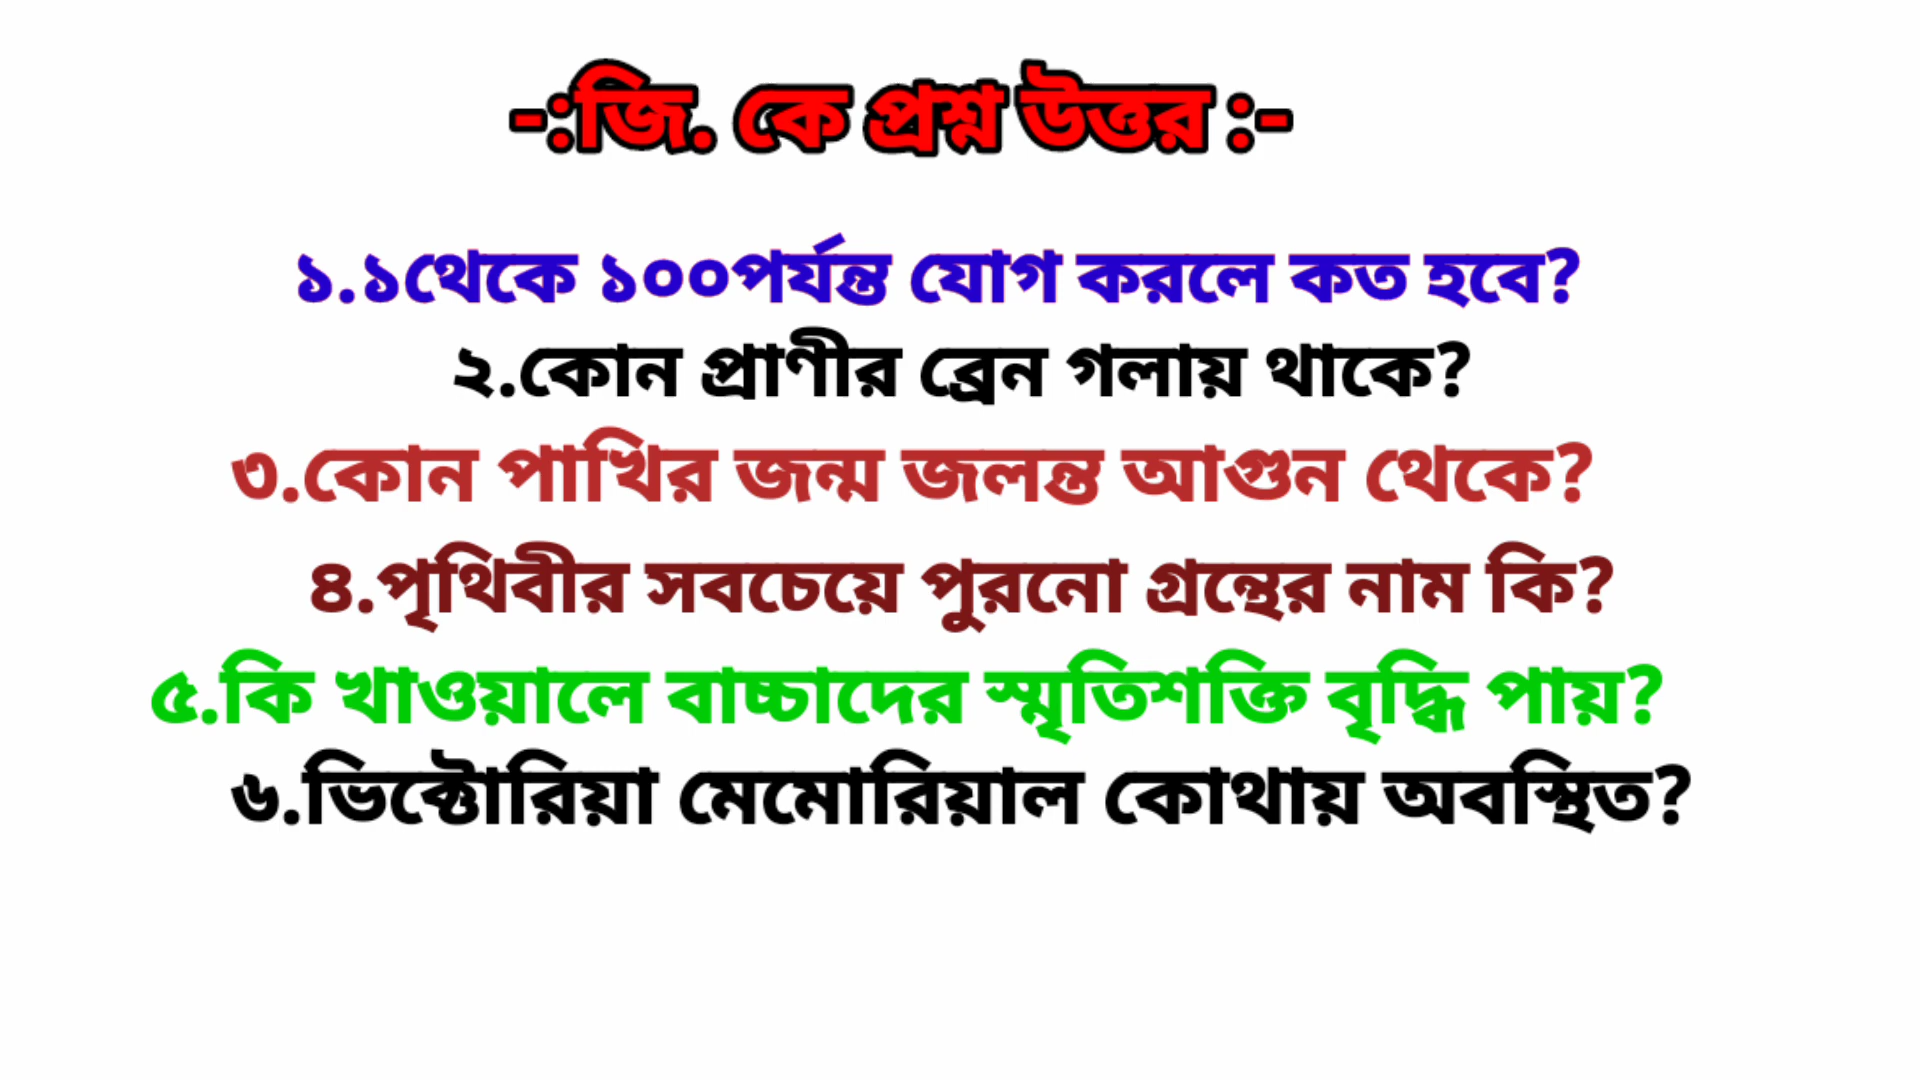 -:জি. কে প্রশ্ন উত্তর :-
১.১থেকে ১০০পর্যন্ত যোগ করলে কত হবে?
২.কোন প্রাণীর ব্রেন গলায় থাকে?
৩.কোন পাখির জন্ম জলন্ত আগুন থেকে?
৪.পৃথিবীর সবচেয়ে পুরনো গ্রন্থের নাম কি?
৫.কি খাওয়ালে বাচ্চাদের স্মৃতিশক্তি বৃদ্ধি পায়?
৬.ভিক্টোরিয়া মেমোরিয়াল কোথায় অবস্থিত?